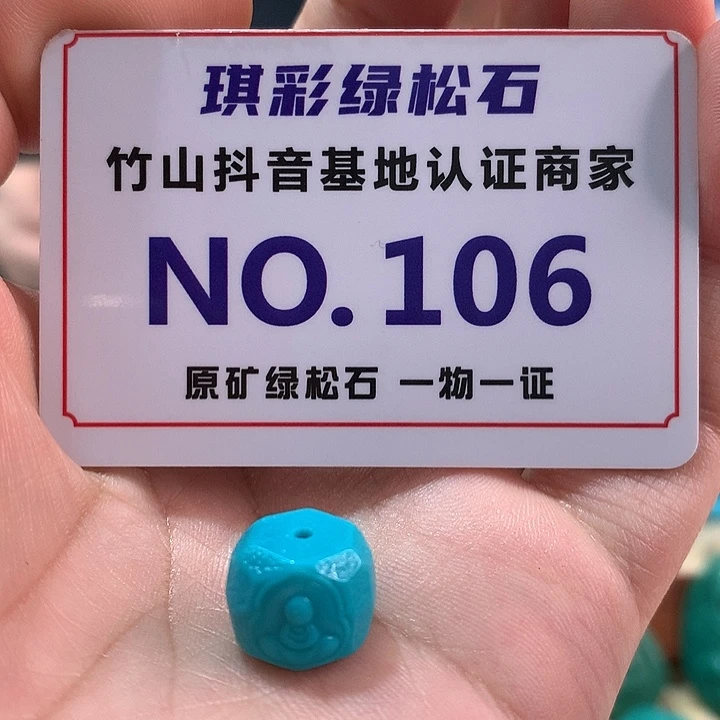 琪彩绿松石
竹山抖音基地认证商家
NO.106
原矿绿松石 一物一证